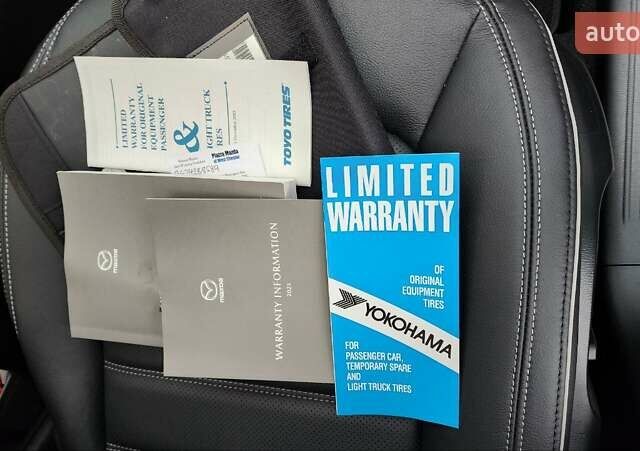 auto
LIMITED
WARRANTY
FOR ORIGINAL
EQUIPMENT
PASSENGER
&
IGHT TRUCK
RES
TOYO TIRES
Piazza Mazda
mazda
mazda
WARRANTY INFORMATION
2023
LIMITED
WARRANTY
OF
ORIGINAL
EQUIPMENT
TIRES
YOKOHAMA
FOR
PASSENGER CAR,
TEMPORARY SPARE
AND
LIGHT TRUCK TIRES